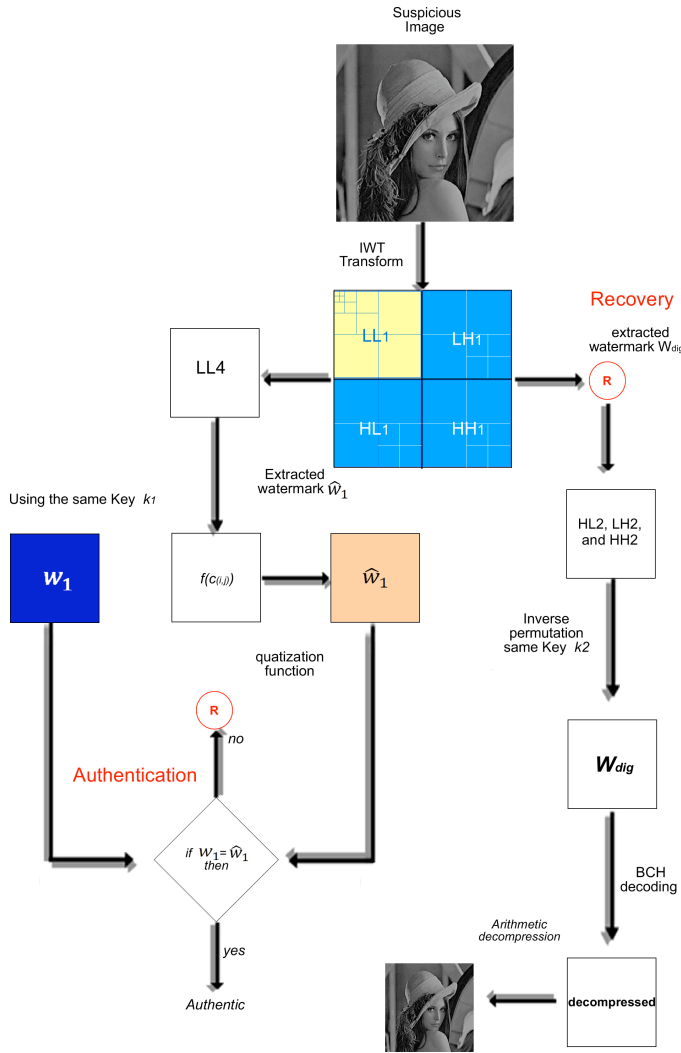 Suspicious
Image
IWT
Transform
Recovery
extracted
watermark Wdig
LL1
LH1
HL1
HH1
R
LL4
Extracted
watermark ŵ1
Using the same Key k1
w1
f(c(i,j))
ŵ1
HL2, LH2,
and HH2
Inverse
permutation
same Key k2
quatization
function
R
no
Authentication
if w1= ŵ1
then
yes
Authentic
Wdig
BCH
decoding
Arithmetic
decompression
decompressed